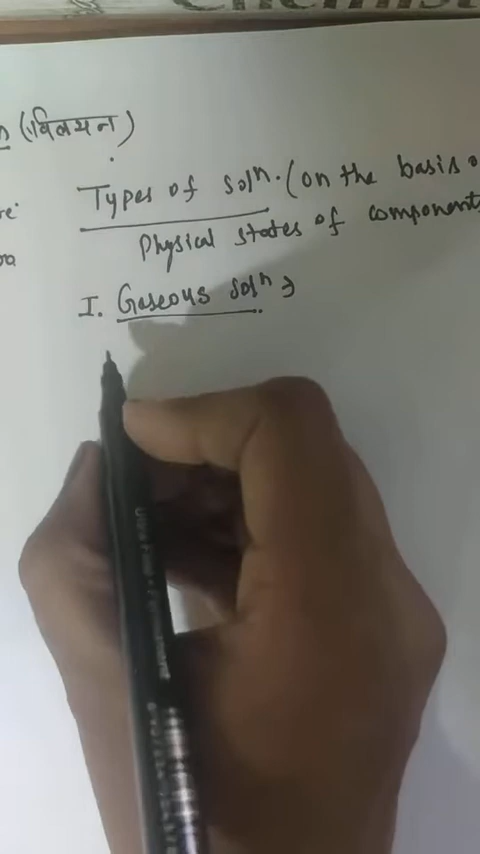 (विलयन)
Types of Solⁿ. (on the basis o
Physical states of components
I. Gaseous Solⁿ →